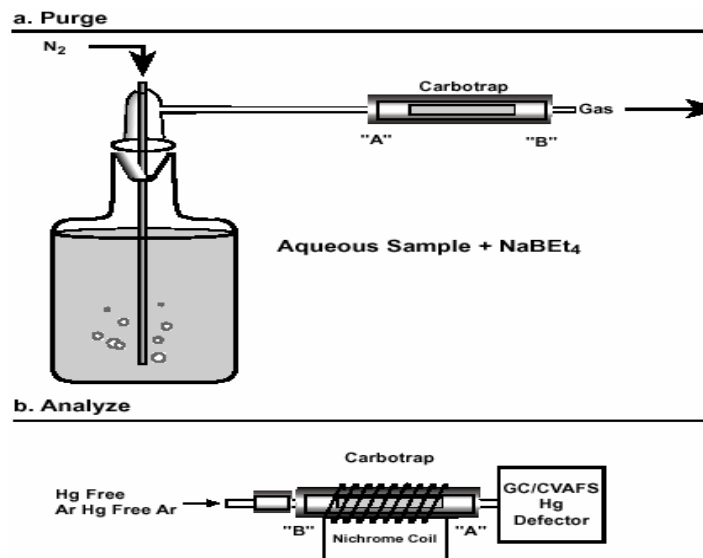 a. Purge
N2
Carbotrap
Gas
"A"
"B"
Aqueous Sample + NaBEt4
b. Analyze
Carbotrap
Hg Free
Ar Hg Free Ar
"B"
"A"
Nichrome Coil
GC/CVAFS
Hg
Defector